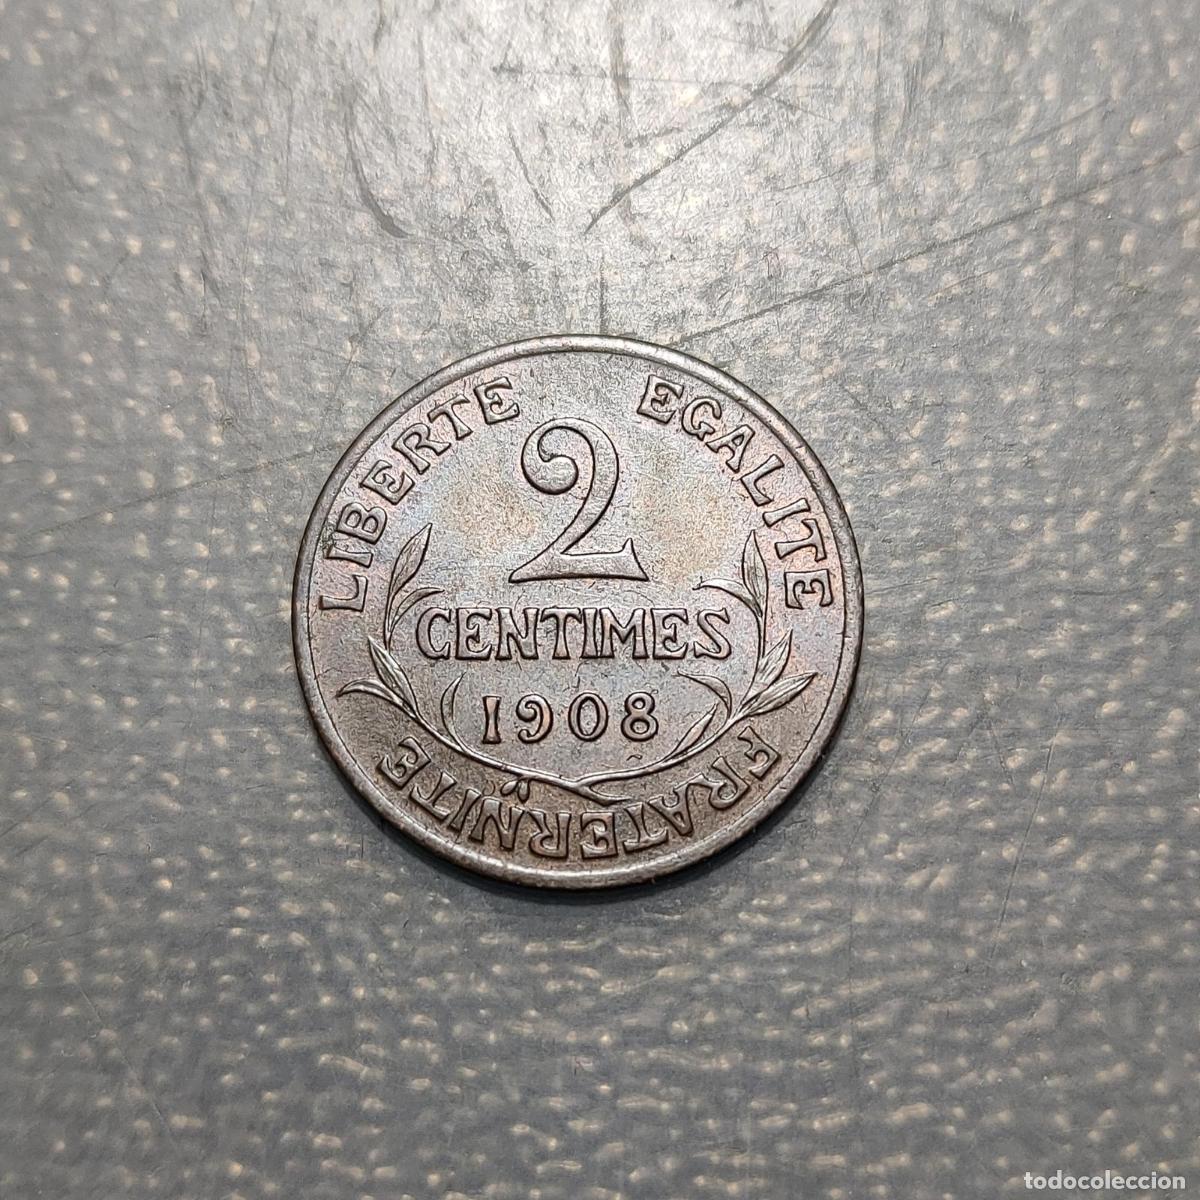 LIBERTE EGALITE
2
CENTIMES
1908
FRATERNITE
todocoleccion